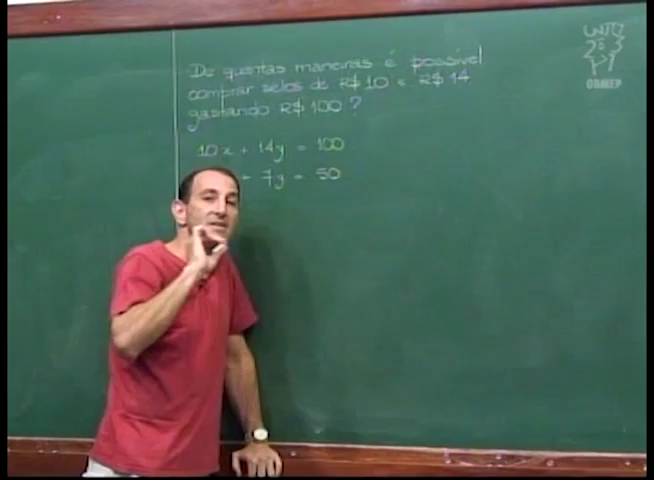 De quantas maneiras é possível
comprar selos de R$ 10 e R$ 14
gastando R$ 100 ?
10x + 14y = 100
+ 7y = 50
OBMEP